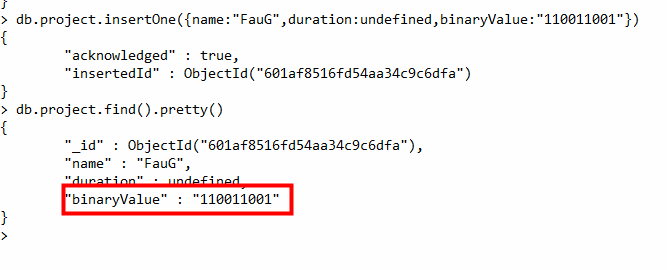 }
> db.project.insertOne({name:"FauG",duration:undefined,binaryValue:"110011001"})
{
"acknowledged" : true,
"insertedId" : ObjectId("601af8516fd54aa34c9c6dfa")
}
> db.project.find().pretty()
{
"_id" : ObjectId("601af8516fd54aa34c9c6dfa"),
"name" : "FauG",
"duration" : undefined,
"binaryValue" : "110011001"
}
>